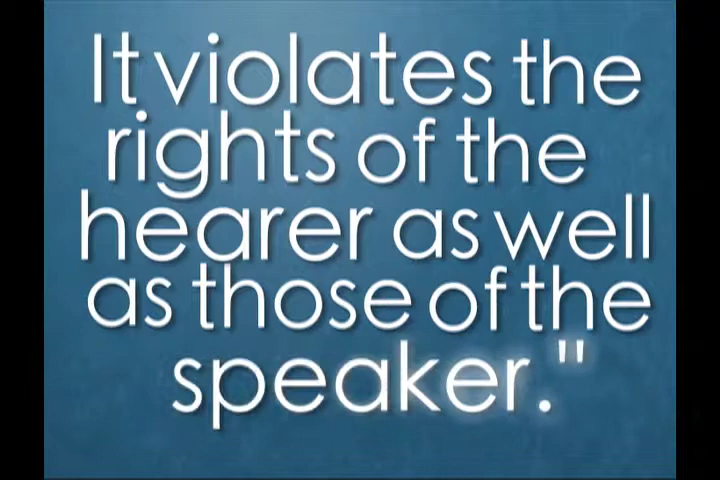 It violates the
rights of the
hearer as well
as those of the
speaker."